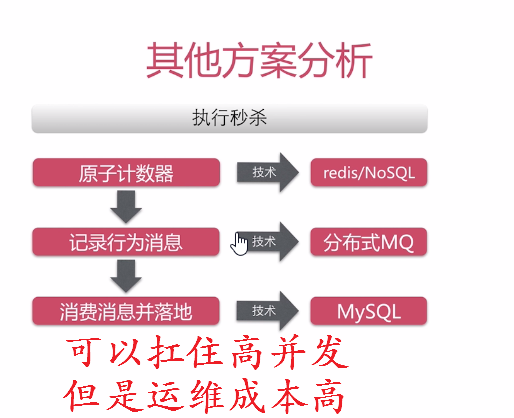 其他方案分析
执行秒杀
原子计数器 技术 redis/NoSQL
记录行为消息 技术 分布式MQ
消费消息并落地 技术 MySQL
可以扛住高并发
但是运维成本高